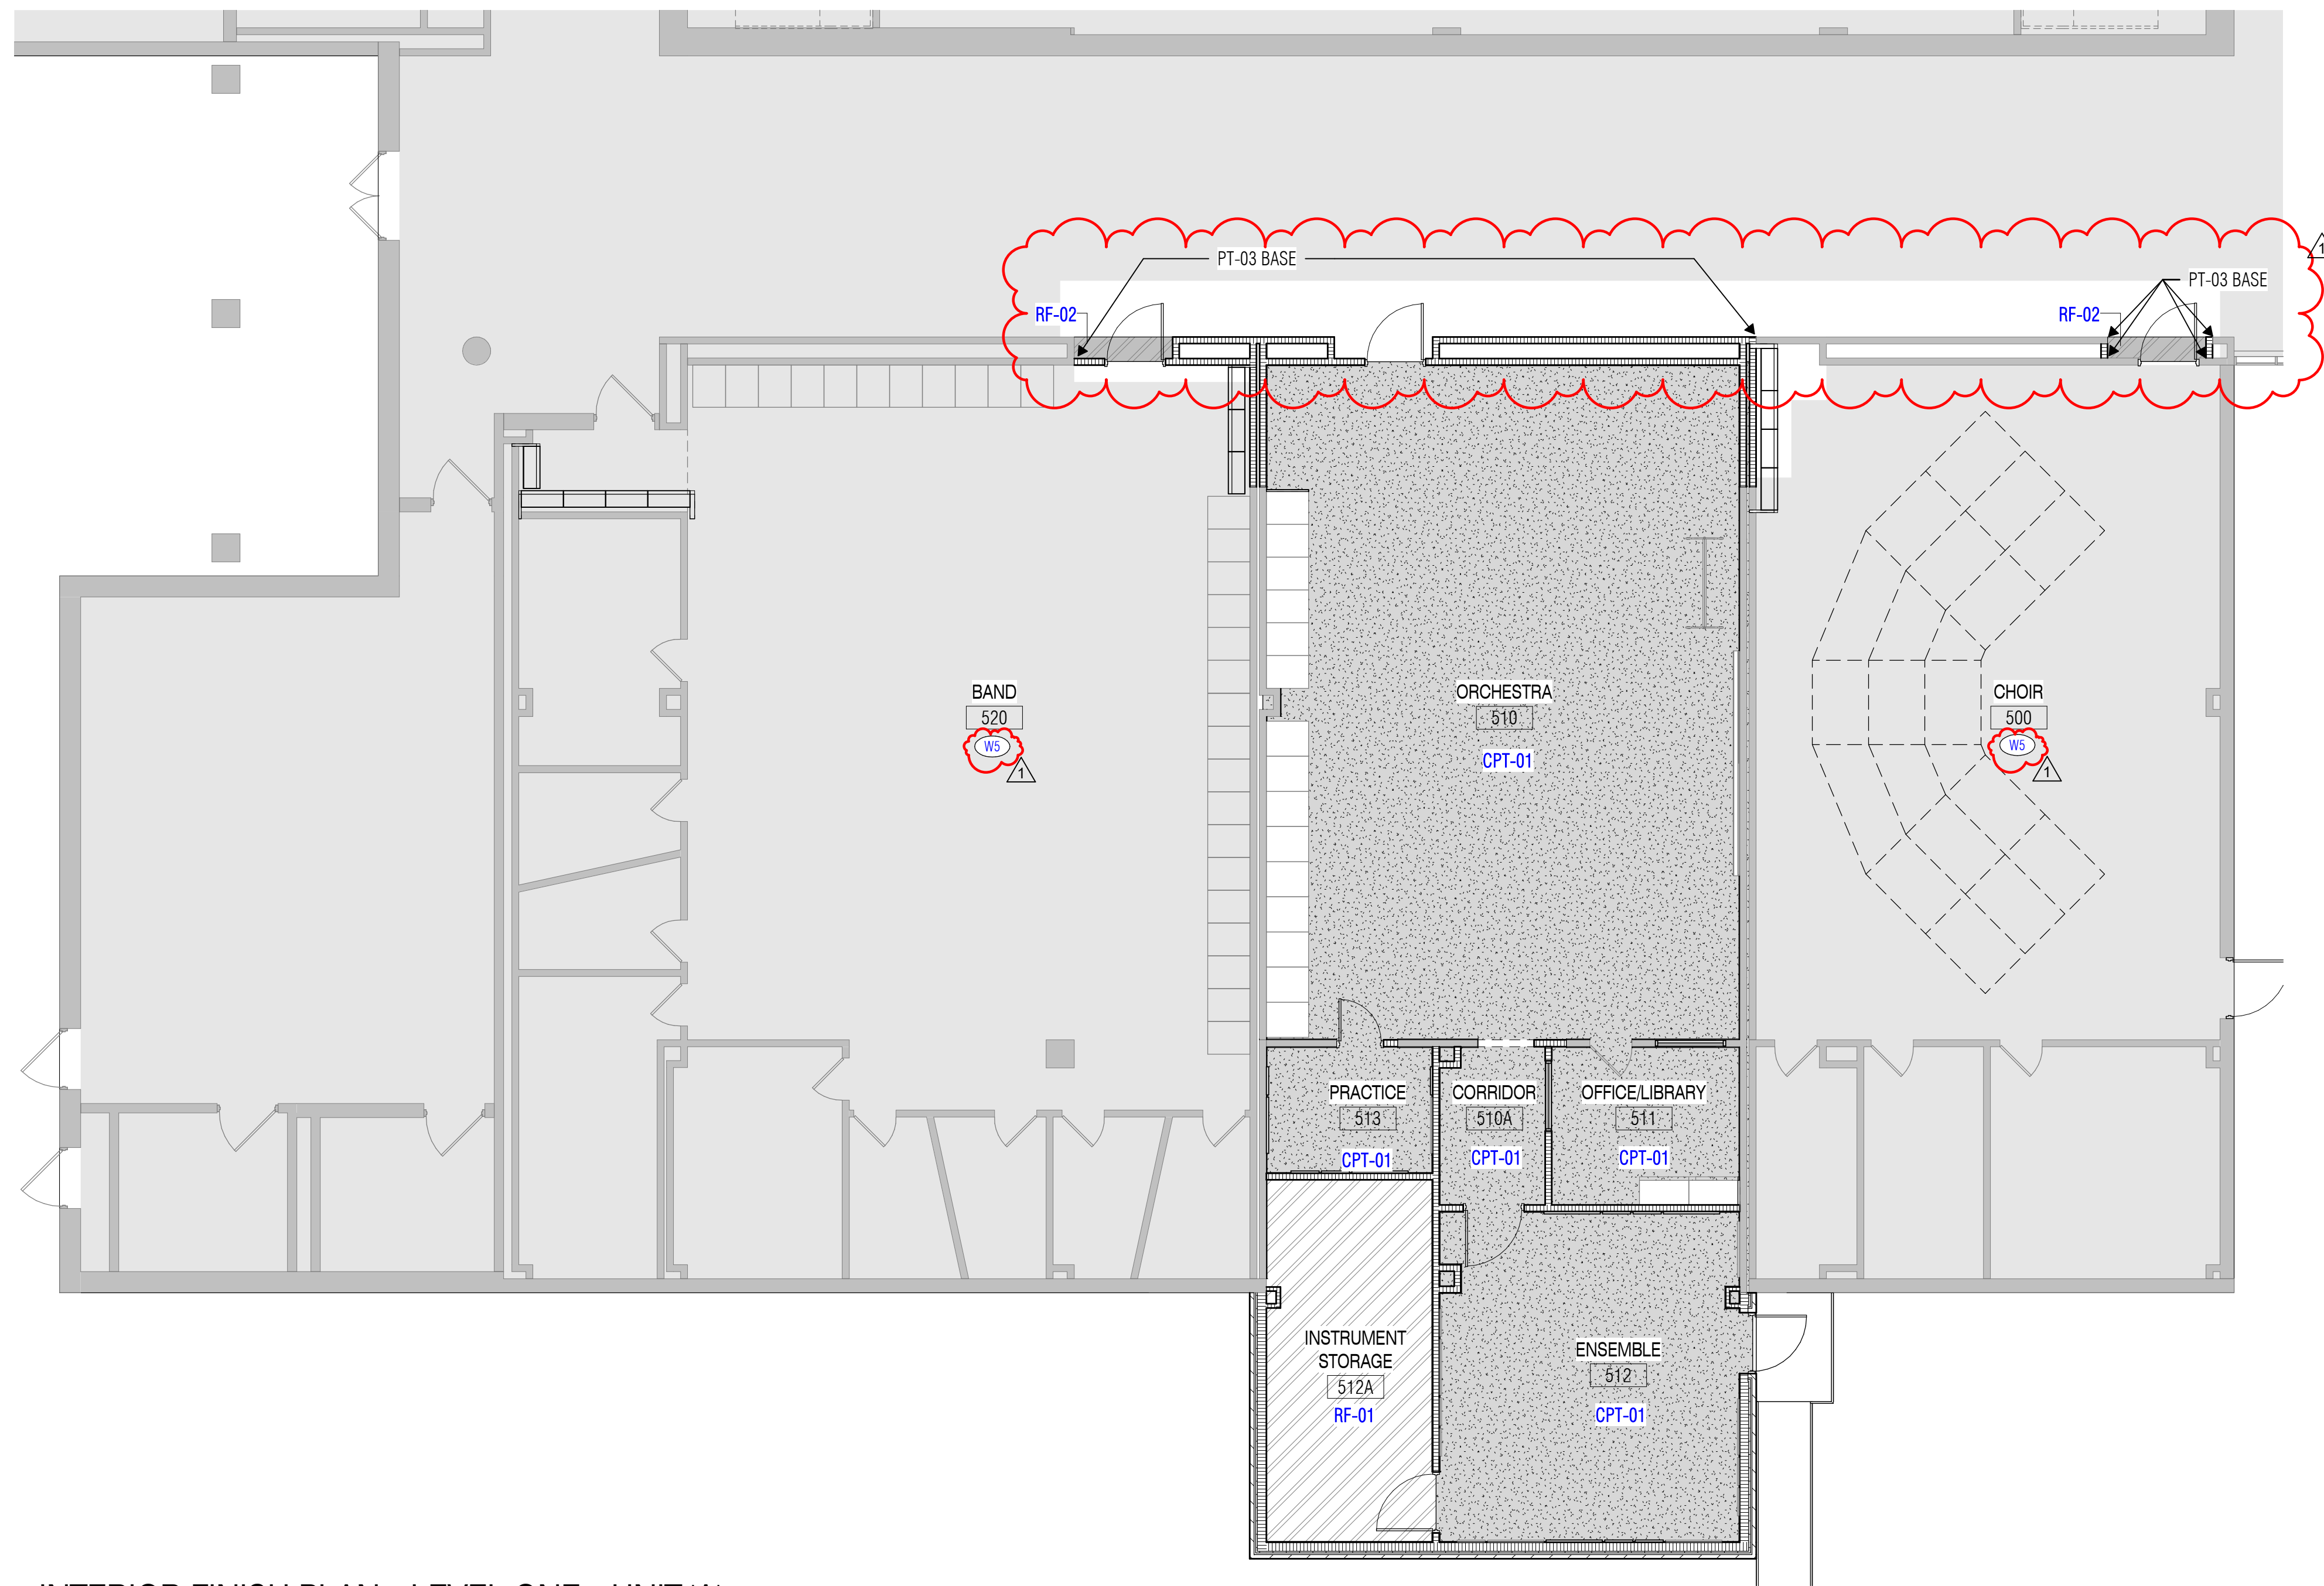 1
PT-03 BASE
PT-03 BASE
RF-02
RF-02
BAND
520
W5
1
ORCHESTRA
510
CPT-01
CHOIR
500
W5
1
PRACTICE
513
CPT-01
CORRIDOR
510A
CPT-01
OFFICE/LIBRARY
511
CPT-01
INSTRUMENT
STORAGE
512A
RF-01
ENSEMBLE
512
CPT-01